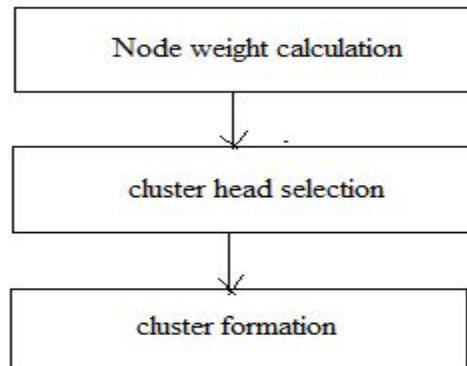 Node weight calculation
cluster head selection
cluster formation